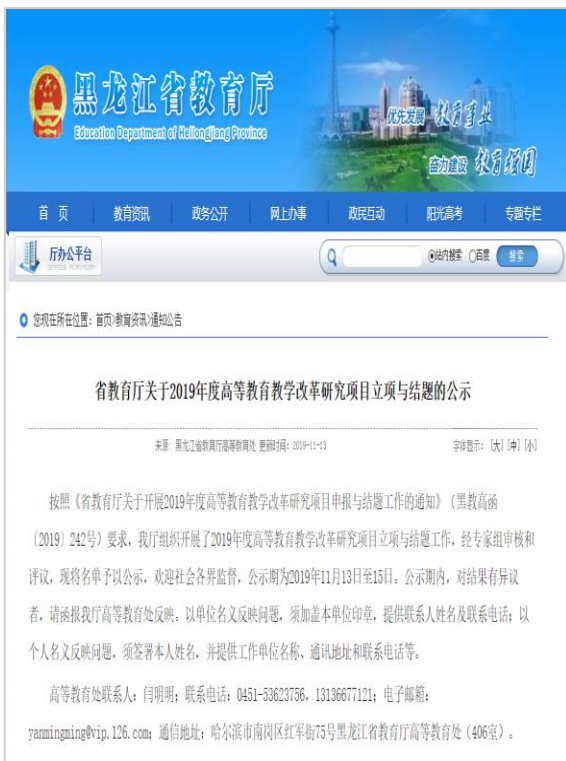 黑龙江省教育厅
Education Department of Heilongjiang Province
优先发展 教育事业
奋力建设 教育强国
首 页 教育资讯 政务公开 网上办事 政民互动 阳光高考 专题专栏
厅办公平台
OFFICE PLATFORM
站内搜索 百度 搜索
您现在所在位置：首页>教育资讯>通知公告
省教育厅关于2019年度高等教育教学改革研究项目立项与结题的公示
来源：黑龙江省教育厅高等教育处 更新时间：2019-11-13 字体显示：[大] [中] [小]
按照《省教育厅关于开展2019年度高等教育教学改革研究项目申报与结题工作的通知》（黑教高函
〔2019〕242号）要求，我厅组织开展了2019年度高等教育教学改革研究项目立项与结题工作，经专家组审核和
评议，现将名单予以公示，欢迎社会各界监督，公示期为2019年11月13日至15日。公示期内，对结果有异议
者，请函报我厅高等教育处反映。以单位名义反映问题，须加盖本单位印章，提供联系人姓名及联系电话；以
个人名义反映问题，须签署本人姓名，并提供工作单位名称、通讯地址和联系电话等。
高等教育处联系人：闫明明；联系电话：0451-53623756，13136677121；电子邮箱：
yanmingming@vip.126.com；通信地址：哈尔滨市南岗区红军街75号黑龙江省教育厅高等教育处（406室）。